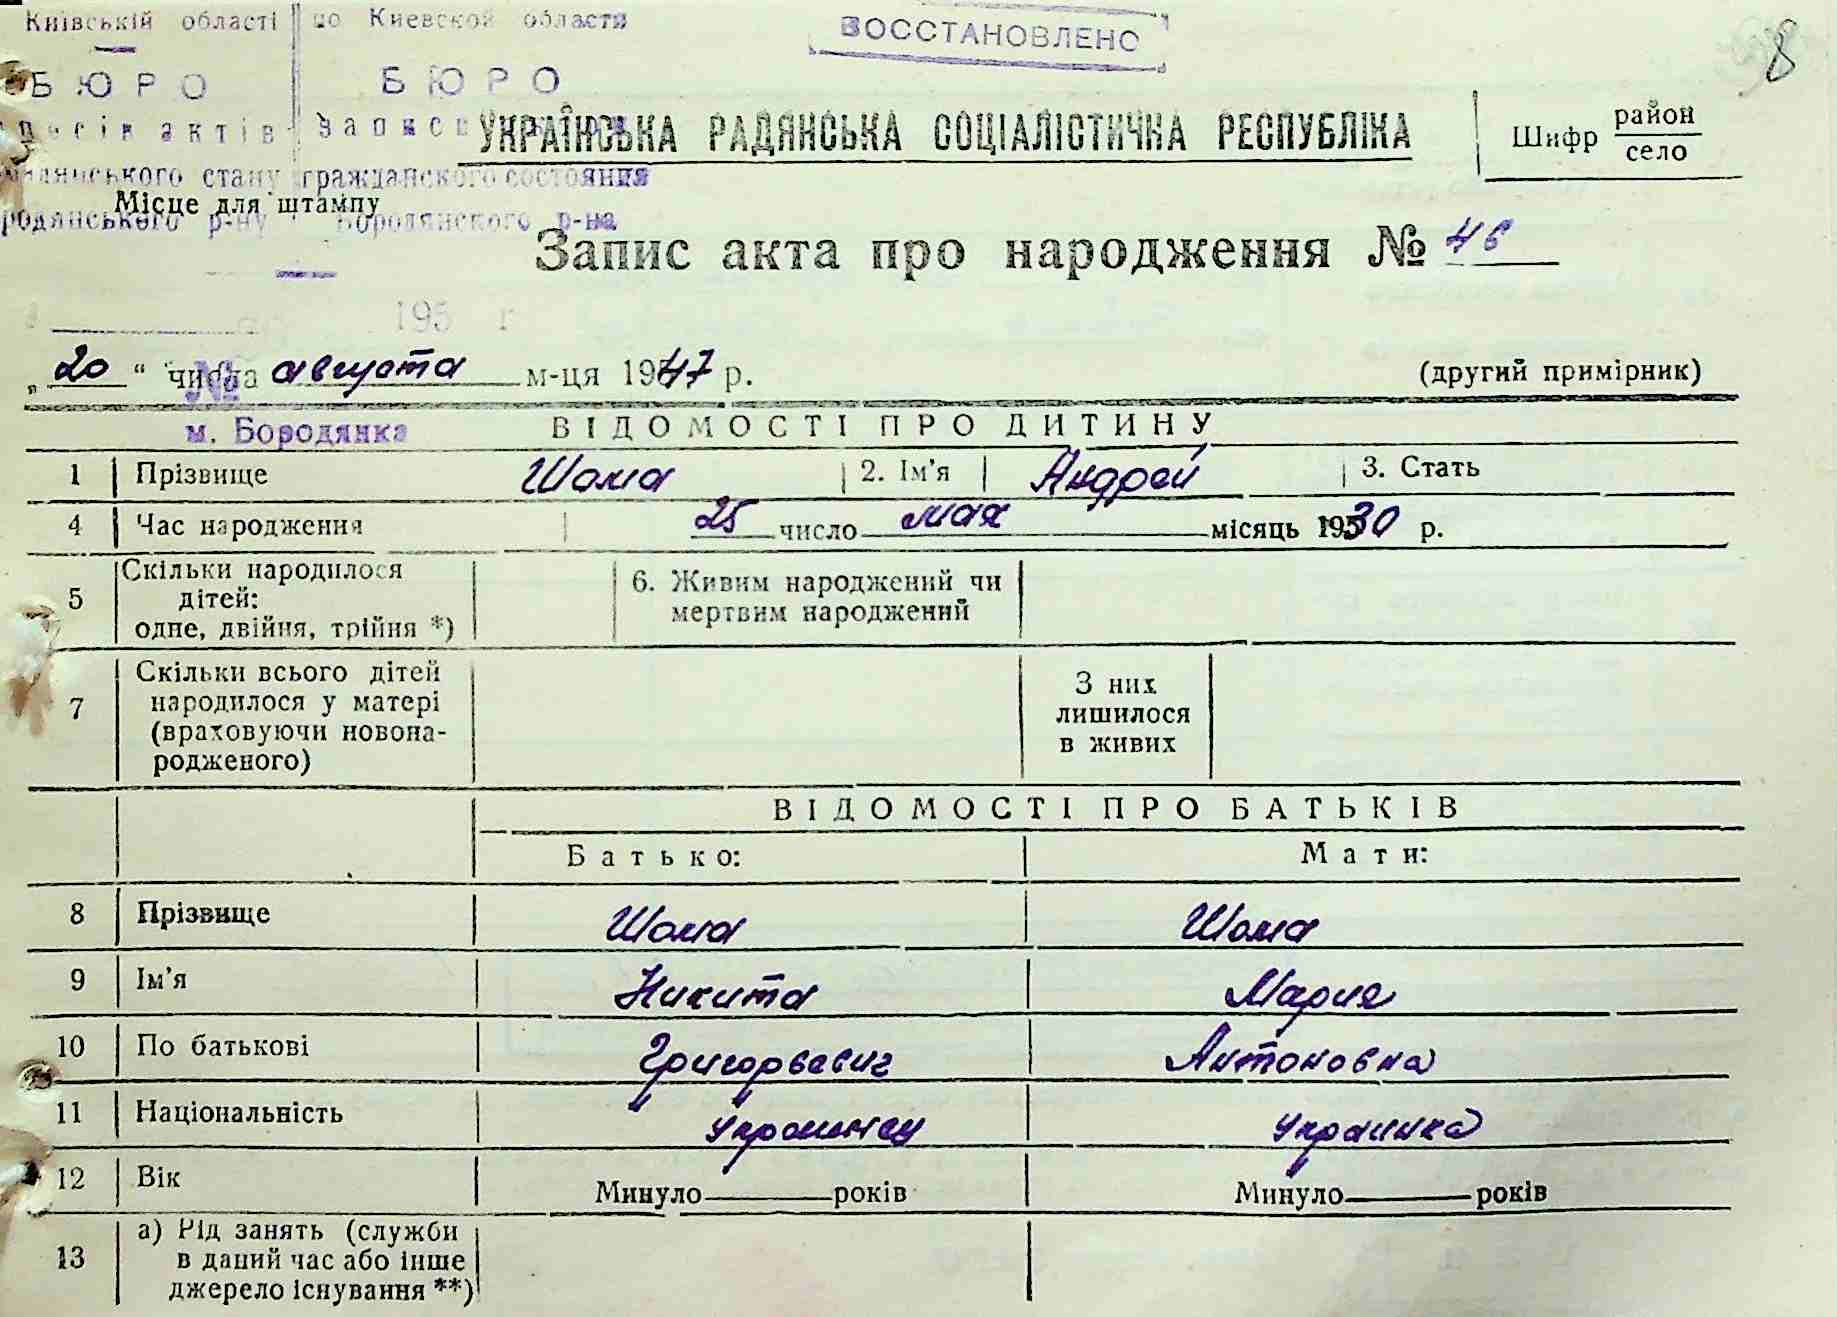 Київській області по Киевской области
ВОССТАНОВЛЕНО
8
БЮРО БЮРО
записів актів
УКРАЇНСЬКА РАДЯНСЬКА СОЦІАЛІСТИЧНА РЕСПУБЛІКА
Шифр район
село
стану гражданского состояния
Місце для штампу
р-ну Бородянского р-на
Запис акта про народження № 46
195 г
„20“ числа августа м-ця 1947 р.
(другий примірник)
№
м. Бородянка
ВІДОМОСТІ ПРО ДИТИНУ
1 Прізвище Шома 2. Ім'я Андрей 3. Стать
4 Час народження 25 число мая місяць 1930 р.
5 Скільки народилося
дітей:
одне, двійня, трійня *)
6. Живим народжений чи
мертвим народжений
7 Скільки всього дітей
народилося у матері
(враховуючи новона-
родженого)
З них
лишилося
в живих
ВІДОМОСТІ ПРО БАТЬКІВ
Батько: Мати:
8 Прізвище Шома Шома
9 Ім'я Никита Мария
10 По батькові Григорьевич Антоновна
11 Національність украинец украинка
12 Вік Минуло ___ років Минуло ___ років
13 а) Рід занять (служби
в даний час або інше
джерело існування **)